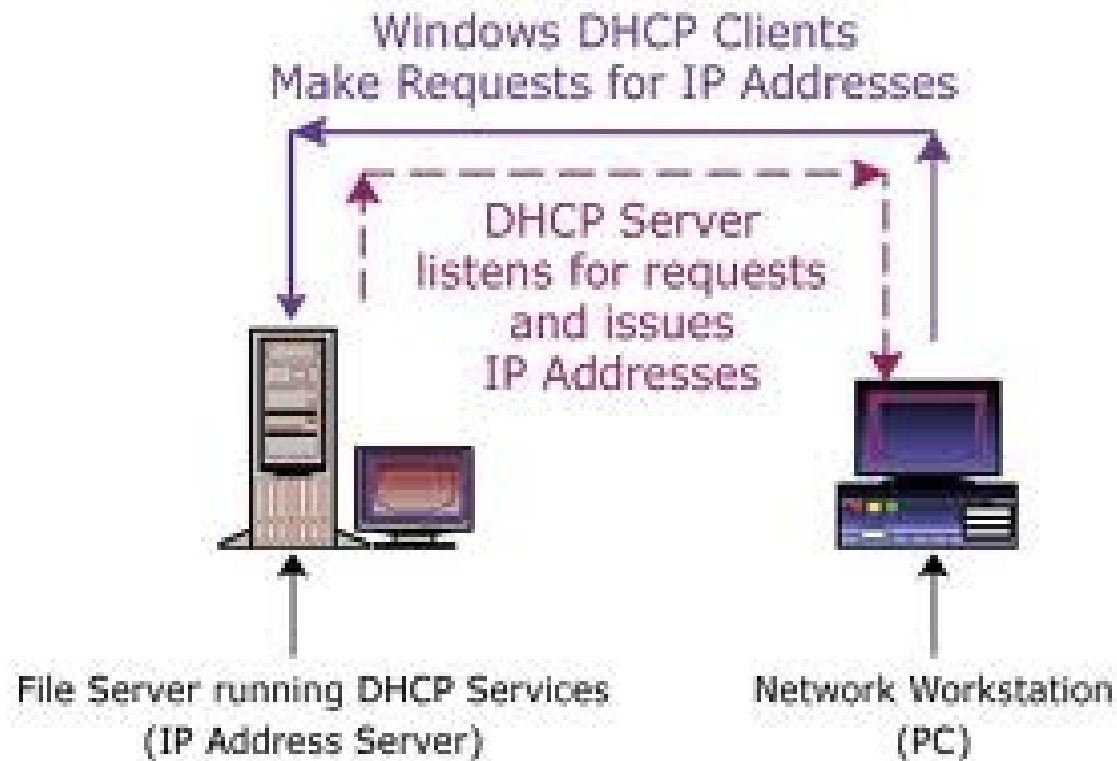 Windows DHCP Clients
Make Requests for IP Addresses
DHCP Server
listens for requests
and issues
IP Addresses
File Server running DHCP Services
(IP Address Server)
Network Workstation
(PC)